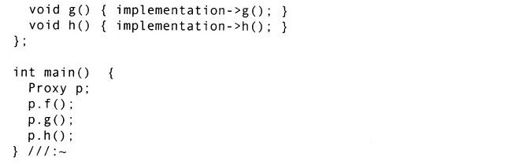 void g() { implementation->g(); }
void h() { implementation->h(); }
};
int main() {
Proxy p;
p.f();
p.g();
p.h();
} ///:~